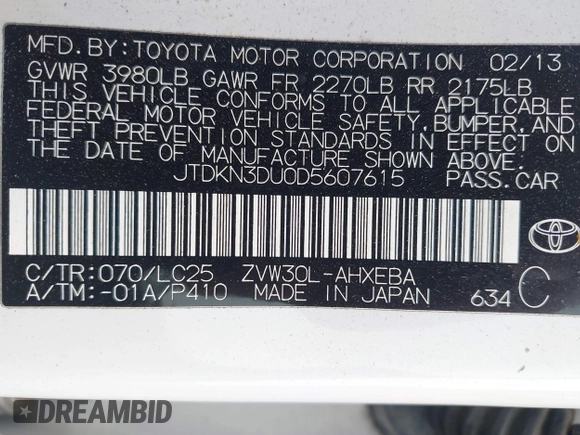 MFD.BY:TOYOTA MOTOR CORPORATION 02/13
GVWR 3980LB GAWR FR 2270LB RR 2175LB
THIS VEHICLE CONFORMS TO ALL APPLICABLE
FEDERAL MOTOR VEHICLE SAFETY, BUMPER, AND
THEFT PREVENTION STANDARDS IN EFFECT ON
THE DATE OF MANUFACTURE SHOWN ABOVE.
JTDKN3DU0D5607615 PASS.CAR
C/TR:070/LC25 ZVW30L-AHXEBA
A/TM:-01A/P410 MADE IN JAPAN 634 C
DREAMBID